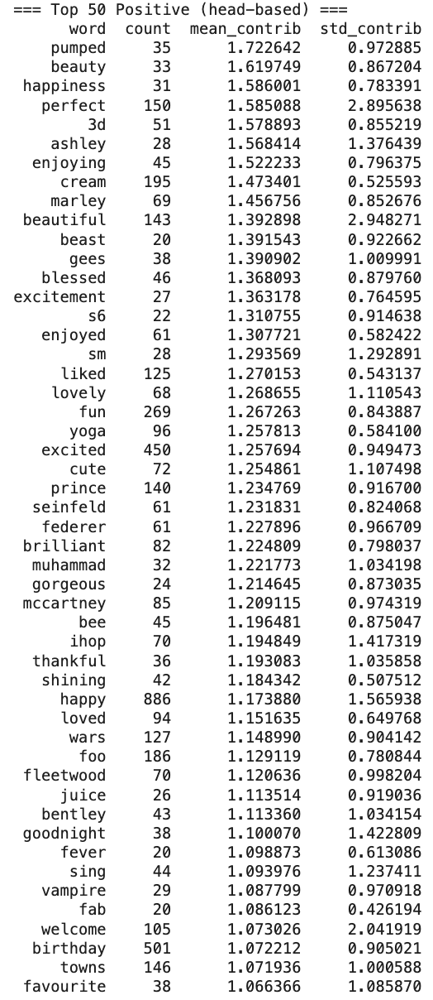 === Top 50 Positive (head-based) ===
word count mean_contrib std_contrib
pumped 35 1.722642 0.972885
beauty 33 1.619749 0.867204
happiness 31 1.586001 0.783391
perfect 150 1.585088 2.895638
3d 51 1.578893 0.855219
ashley 28 1.568414 1.376439
enjoying 45 1.522233 0.796375
cream 195 1.473401 0.525593
marley 69 1.456756 0.852676
beautiful 143 1.392898 2.948271
beast 20 1.391543 0.922662
gees 38 1.390902 1.009991
blessed 46 1.368093 0.879760
excitement 27 1.363178 0.764595
s6 22 1.310755 0.914638
enjoyed 61 1.307721 0.582422
sm 28 1.293569 1.292891
liked 125 1.270153 0.543137
lovely 68 1.268655 1.110543
fun 269 1.267263 0.843887
yoga 96 1.257813 0.584100
excited 450 1.257694 0.949473
cute 72 1.254861 1.107498
prince 140 1.234769 0.916700
seinfeld 61 1.231831 0.824068
federer 61 1.227896 0.966709
brilliant 82 1.224809 0.798037
muhammad 32 1.221773 1.034198
gorgeous 24 1.214645 0.873035
mccartney 85 1.209115 0.974319
bee 45 1.196481 0.875047
ihop 70 1.194849 1.417319
thankful 36 1.193083 1.035858
shining 42 1.184342 0.507512
happy 886 1.173880 1.565938
loved 94 1.151635 0.649768
wars 127 1.148990 0.904142
foo 186 1.129119 0.780844
fleetwood 70 1.120636 0.998204
juice 26 1.113514 0.919036
bentley 43 1.113360 1.034154
goodnight 38 1.100070 1.422809
fever 20 1.098873 0.613086
sing 44 1.093976 1.237411
vampire 29 1.087799 0.970918
fab 20 1.086123 0.426194
welcome 105 1.073026 2.041919
birthday 501 1.072212 0.905021
towns 146 1.071936 1.000588
favourite 38 1.066366 1.085870